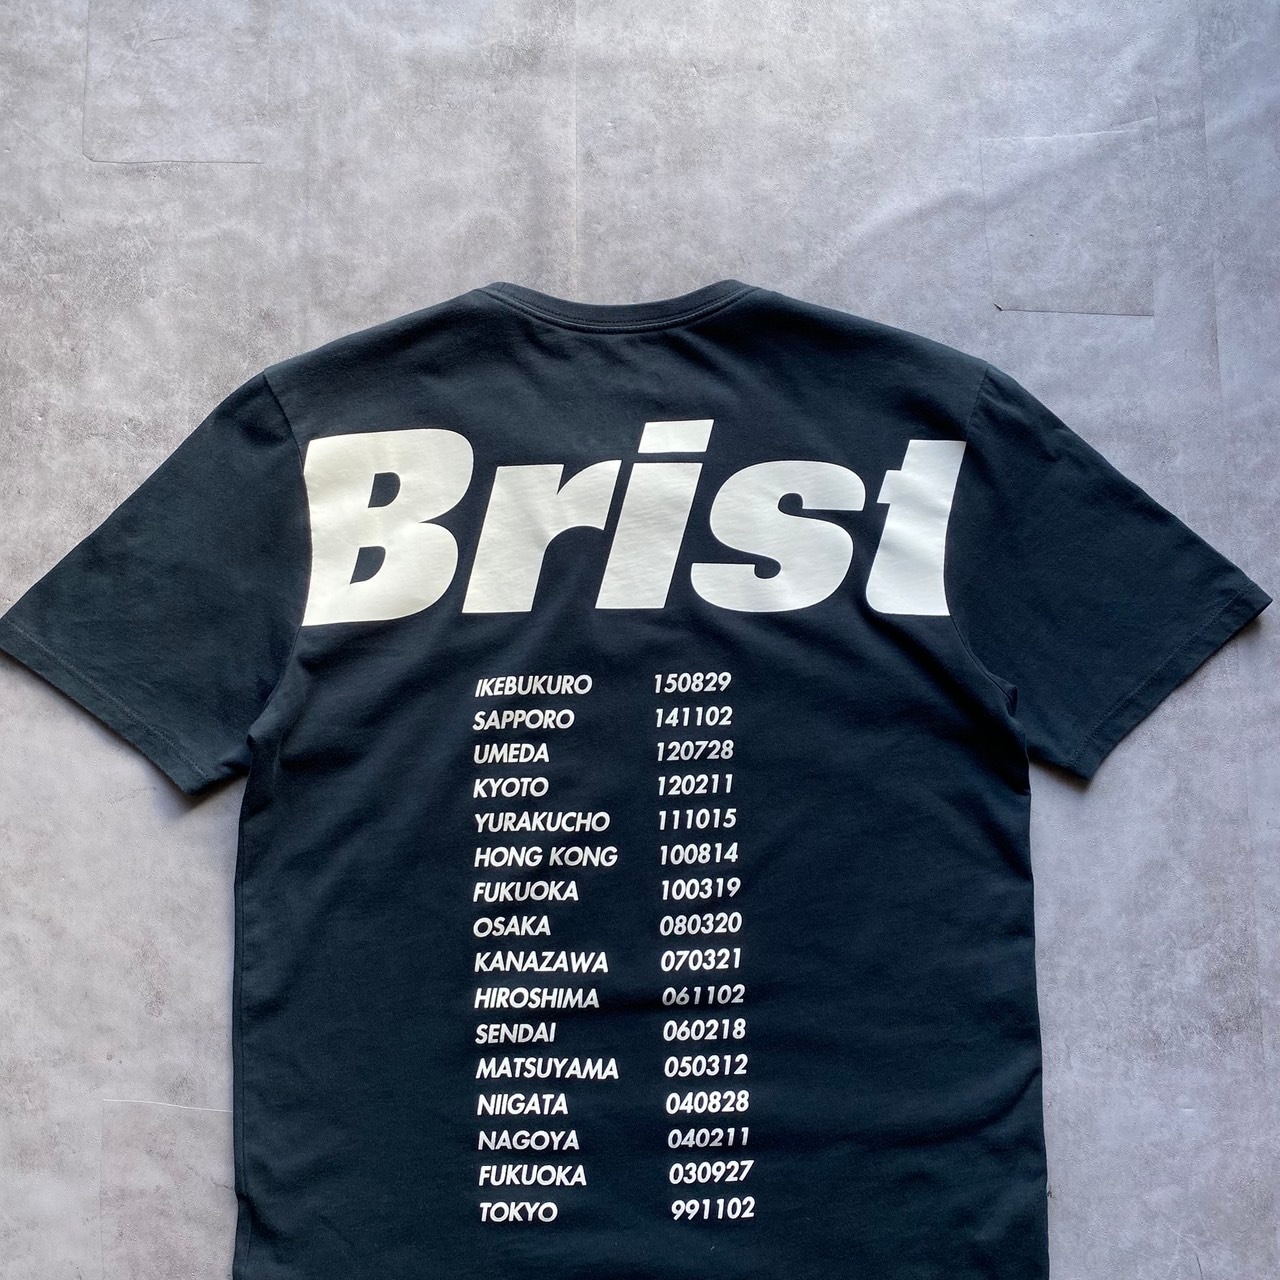 Brist
IKEBUKURO 150829
SAPPORO 141102
UMEDA 120728
KYOTO 120211
YURAKUCHO 111015
HONG KONG 100814
FUKUOKA 100319
OSAKA 080320
KANAZAWA 070321
HIROSHIMA 061102
SENDAI 060218
MATSUYAMA 050312
NIIGATA 040828
NAGOYA 040211
FUKUOKA 030927
TOKYO 991102